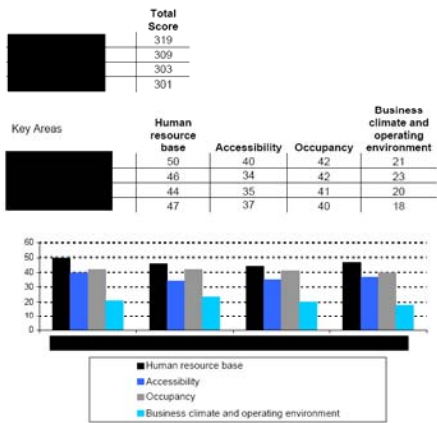 Total
Score
319
309
303
301
Key Areas
Human
resource
base
Accessibility
Occupancy
Business
climate and
operating
environment
50 40 42 21
46 34 42 23
44 35 41 20
47 37 40 18
60
50
40
30
20
10
0
Human resource base
Accessibility
Occupancy
Business climate and operating environment